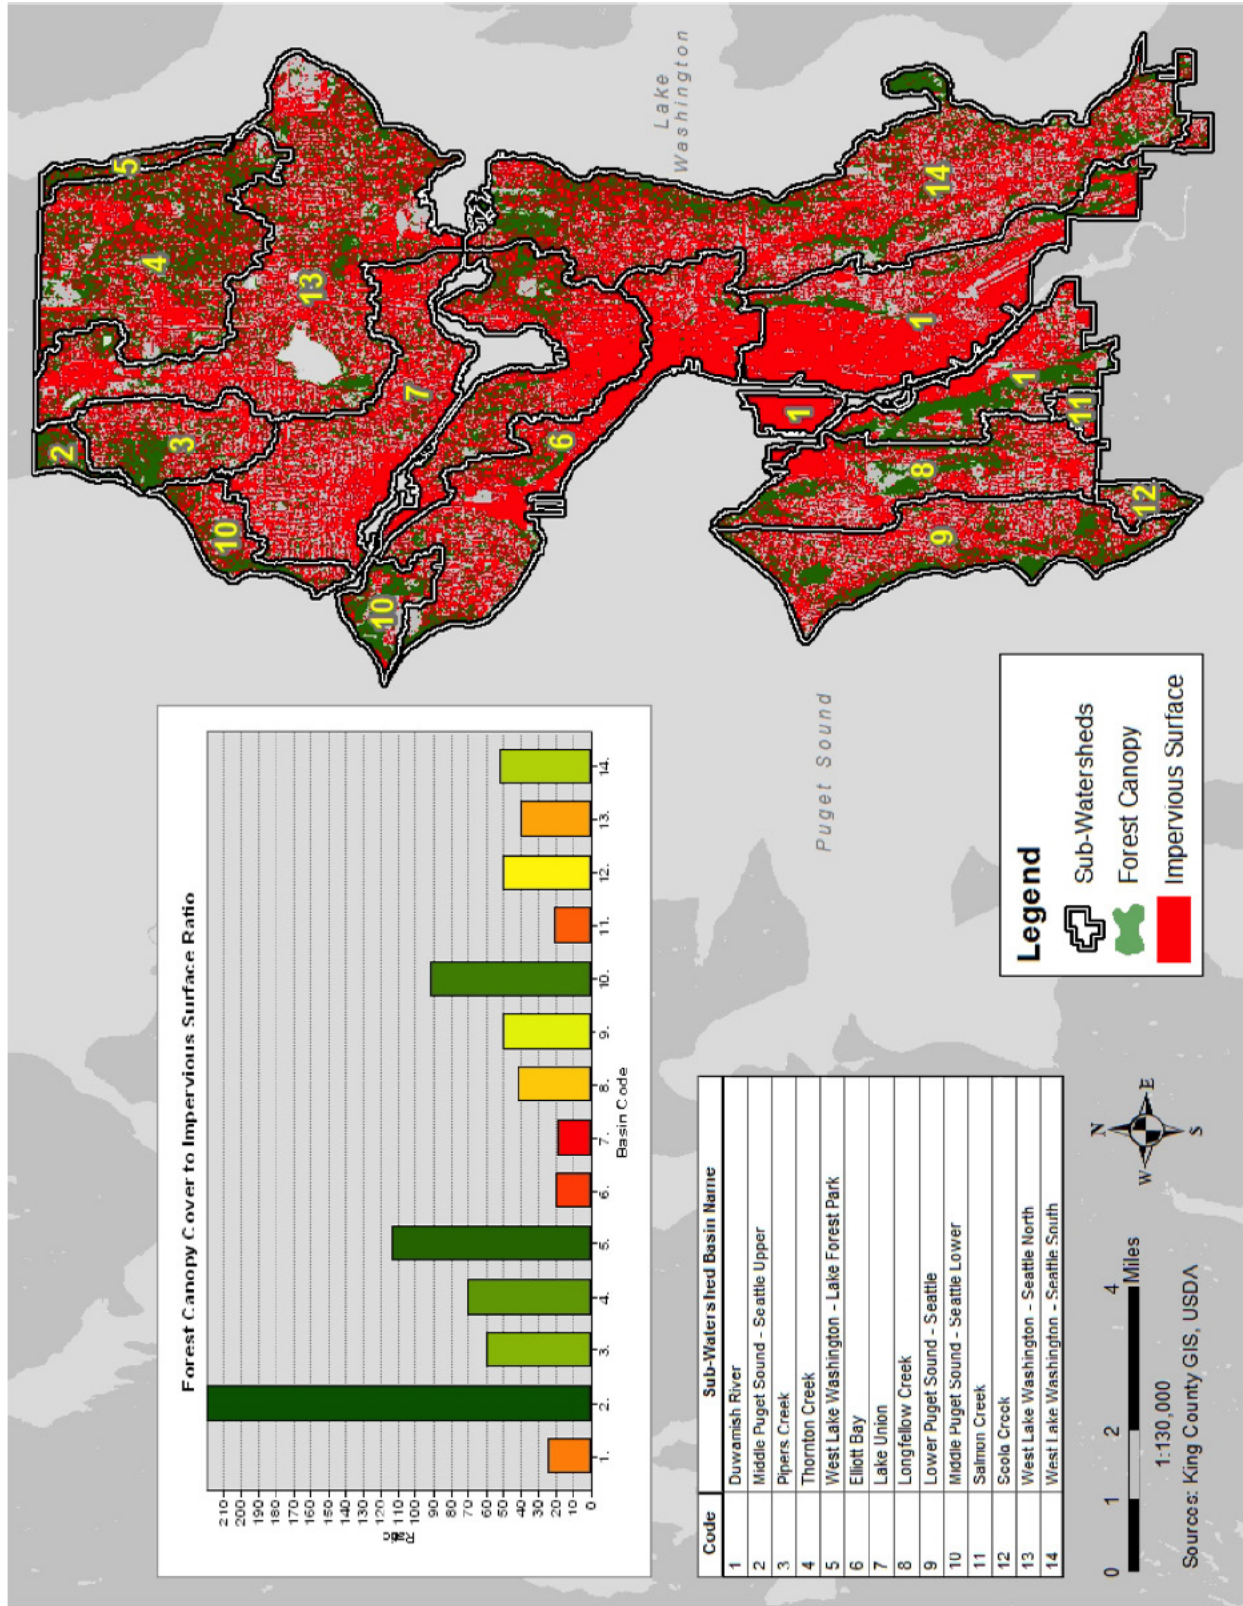 Forest Canopy Cover to Impervious Surface Ratio
210
200
190
180
170
160
150
140
130
120
110
100
90
80
70
60
50
40
30
20
10
0
1.
2.
3.
4.
5.
6.
7.
8.
9.
10.
11.
12.
13.
14.
Basin Code
Code Sub-Watershed Basin Name
1 Duwamish River
2 Middle Puget Sound - Seattle Upper
3 Pipers Creek
4 Thornton Creek
5 West Lake Washington - Lake Forest Park
6 Elliott Bay
7 Lake Union
8 Longfellow Creek
9 Lower Puget Sound - Seattle
10 Middle Puget Sound - Seattle Lower
11 Salmon Creek
12 Seola Creek
13 West Lake Washington - Seattle North
14 West Lake Washington - Seattle South
0 1 2 4
Miles
1:130,000
Sources: King County GIS, USDA
N
W
E
S
Legend
Sub-Watersheds
Forest Canopy
Impervious Surface
Puget Sound
Lake
Washington
2
3
4
5
10
13
10
7
6
1
14
1
1
11
8
9
12